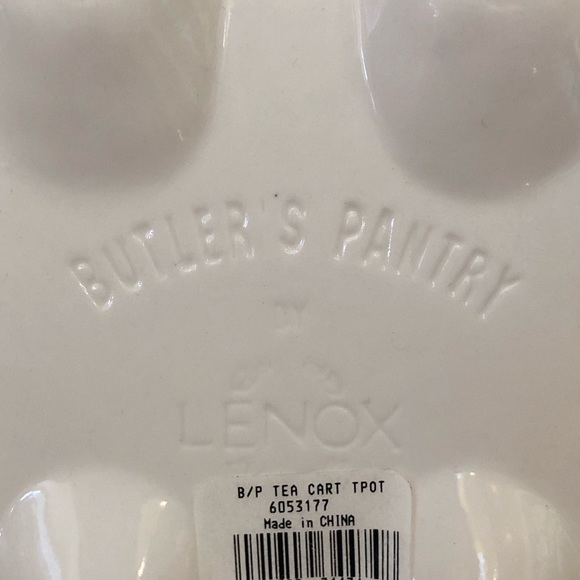 BUTLER'S PANTRY
BY
LENOX
B/P TEA CART TPOT
6053177
Made in CHINA